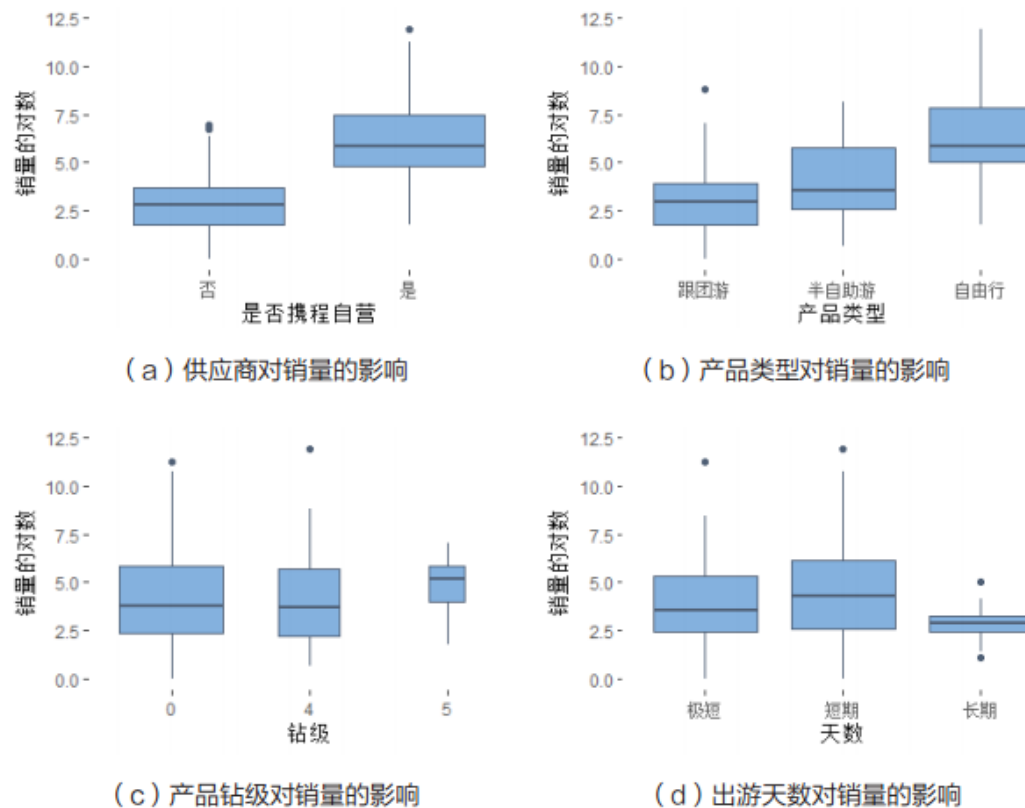 12.5
10.0
7.5
5.0
2.5
0.0
销量的对数
否
是
是否携程自营
（a）供应商对销量的影响
12.5
10.0
7.5
5.0
2.5
0.0
销量的对数
跟团游
半自助游
自由行
产品类型
（b）产品类型对销量的影响
12.5
10.0
7.5
5.0
2.5
0.0
销量的对数
0
4
5
钻级
（c）产品钻级对销量的影响
12.5
10.0
7.5
5.0
2.5
0.0
销量的对数
极短
短期
长期
天数
（d）出游天数对销量的影响